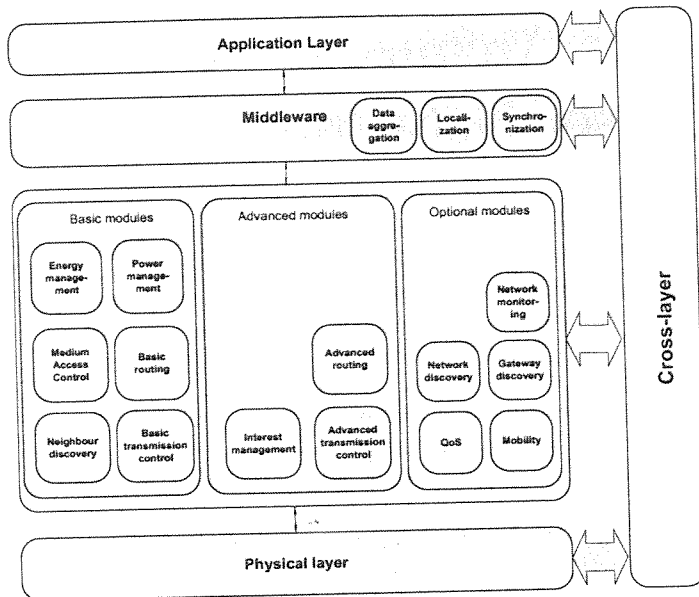 Application Layer
Middleware
Data
aggre-
gation
Locali-
zation
Synchro-
nization
Basic modules
Energy
manage-
ment
Power
manage-
ment
Medium
Access
Control
Basic
routing
Neighbour
discovery
Basic
transmission
control
Advanced modules
Advanced
routing
Interest
management
Advanced
transmission
control
Optional modules
Network
monitor-
ing
Network
discovery
Gateway
discovery
QoS
Mobility
Physical layer
Cross-layer